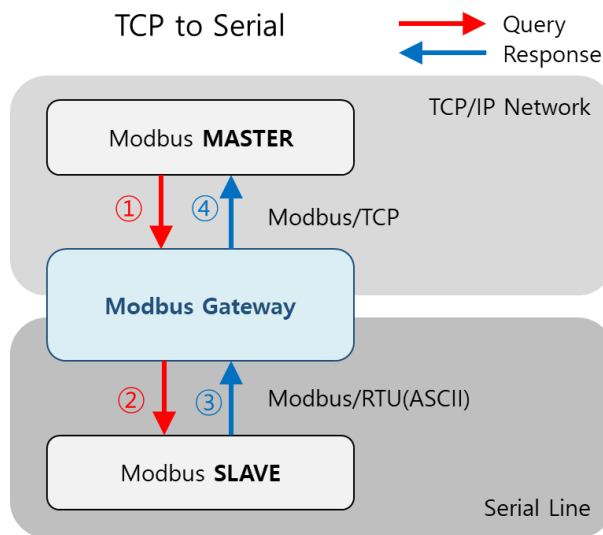 TCP to Serial
Query
Response
TCP/IP Network
Modbus MASTER
① ④
Modbus/TCP
Modbus Gateway
② ③
Modbus/RTU(ASCII)
Modbus SLAVE
Serial Line